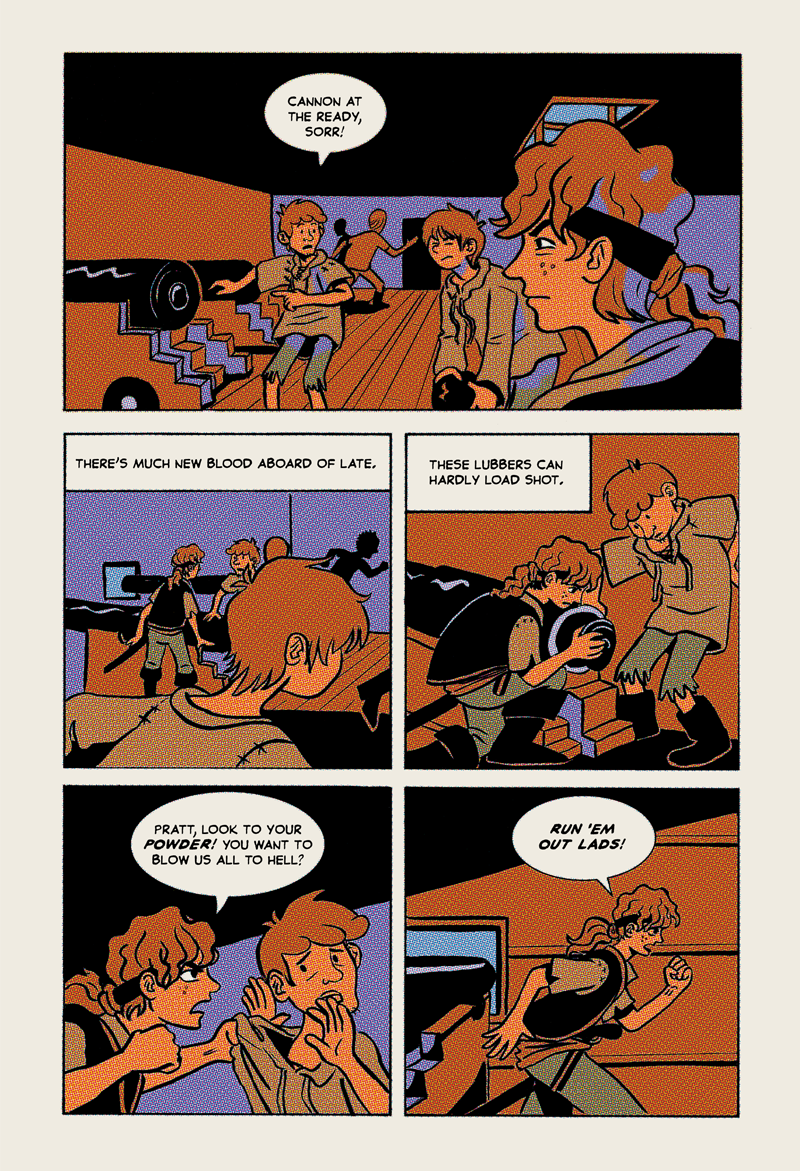 CANNON AT
THE READY,
SORR!
THERE'S MUCH NEW BLOOD ABOARD OF LATE.
THESE LUBBERS CAN
HARDLY LOAD SHOT.
PRATT, LOOK TO YOUR
POWDER! YOU WANT TO
BLOW US ALL TO HELL?
RUN 'EM
OUT LADS!